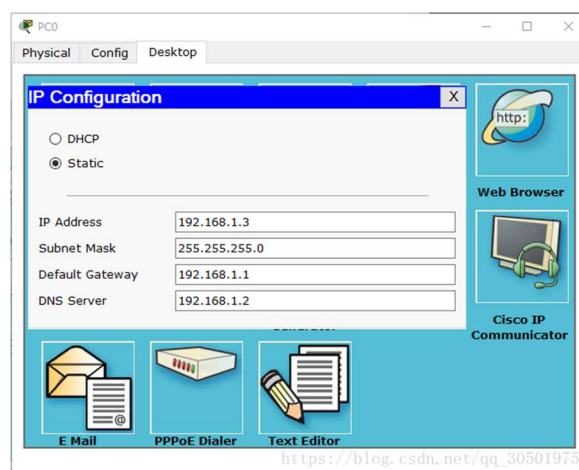 PC0
Physical Config Desktop
IP Configuration X
DHCP
Static
http:
Web Browser
IP Address 192.168.1.3
Subnet Mask 255.255.255.0
Default Gateway 192.168.1.1
DNS Server 192.168.1.2
Cisco IP
Communicator
@
E Mail PPPoE Dialer Text Editor
https://blog.csdn.net/qq_30501975